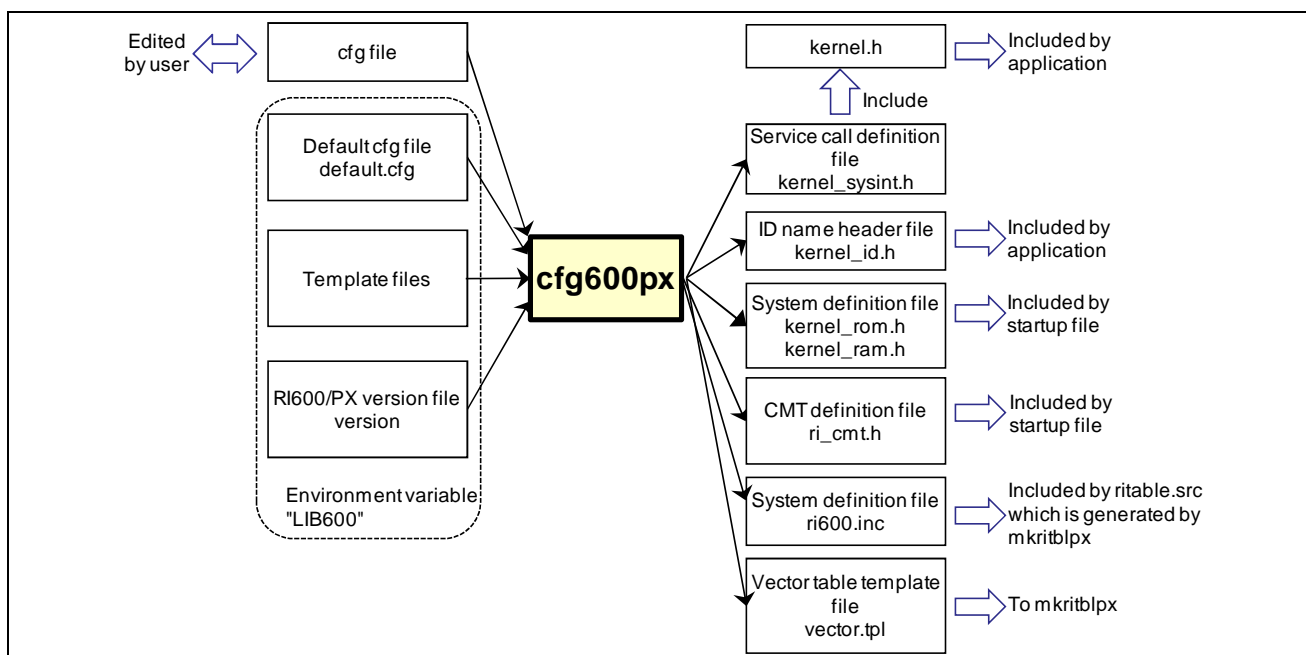 Edited
by user
cfg file
Default cfg file
default.cfg
Template files
RI600/PX version file
version
Environment variable
"LIB600"
cfg600px
kernel.h
Included by
application
Include
Service call definition
file
kernel_sysint.h
ID name header file
kernel_id.h
Included by
application
System definition file
kernel_rom.h
kernel_ram.h
Included by
startup file
CMT definition file
ri_cmt.h
Included by
startup file
System definition file
ri600.inc
Included by ritable.src
which is generated by
mkritblpx
Vector table template
file
vector.tpl
To mkritblpx